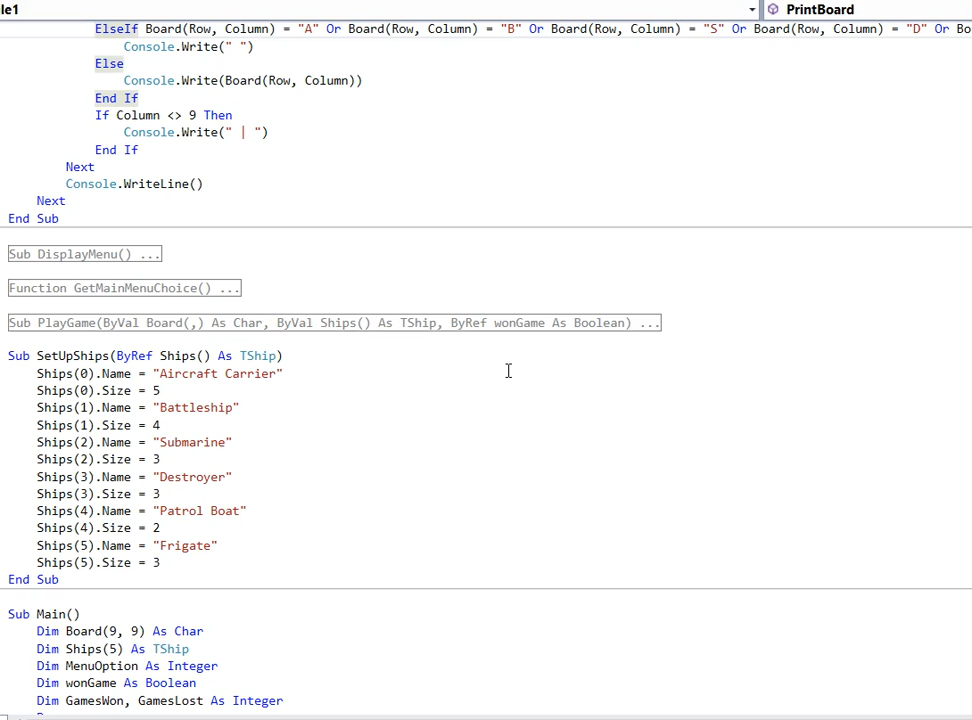 le1 PrintBoard
ElseIf Board(Row, Column) = "A" Or Board(Row, Column) = "B" Or Board(Row, Column) = "S" Or Board(Row, Column) = "D" Or Bo
Console.Write(" ")
Else
Console.Write(Board(Row, Column))
End If
If Column <> 9 Then
Console.Write(" | ")
End If
Next
Console.WriteLine()
Next
End Sub
Sub DisplayMenu() ...
Function GetMainMenuChoice() ...
Sub PlayGame(ByVal Board(,) As Char, ByVal Ships() As TShip, ByRef wonGame As Boolean) ...
Sub SetUpShips(ByRef Ships() As TShip)
Ships(0).Name = "Aircraft Carrier"
Ships(0).Size = 5
Ships(1).Name = "Battleship"
Ships(1).Size = 4
Ships(2).Name = "Submarine"
Ships(2).Size = 3
Ships(3).Name = "Destroyer"
Ships(3).Size = 3
Ships(4).Name = "Patrol Boat"
Ships(4).Size = 2
Ships(5).Name = "Frigate"
Ships(5).Size = 3
End Sub
Sub Main()
Dim Board(9, 9) As Char
Dim Ships(5) As TShip
Dim MenuOption As Integer
Dim wonGame As Boolean
Dim GamesWon, GamesLost As Integer